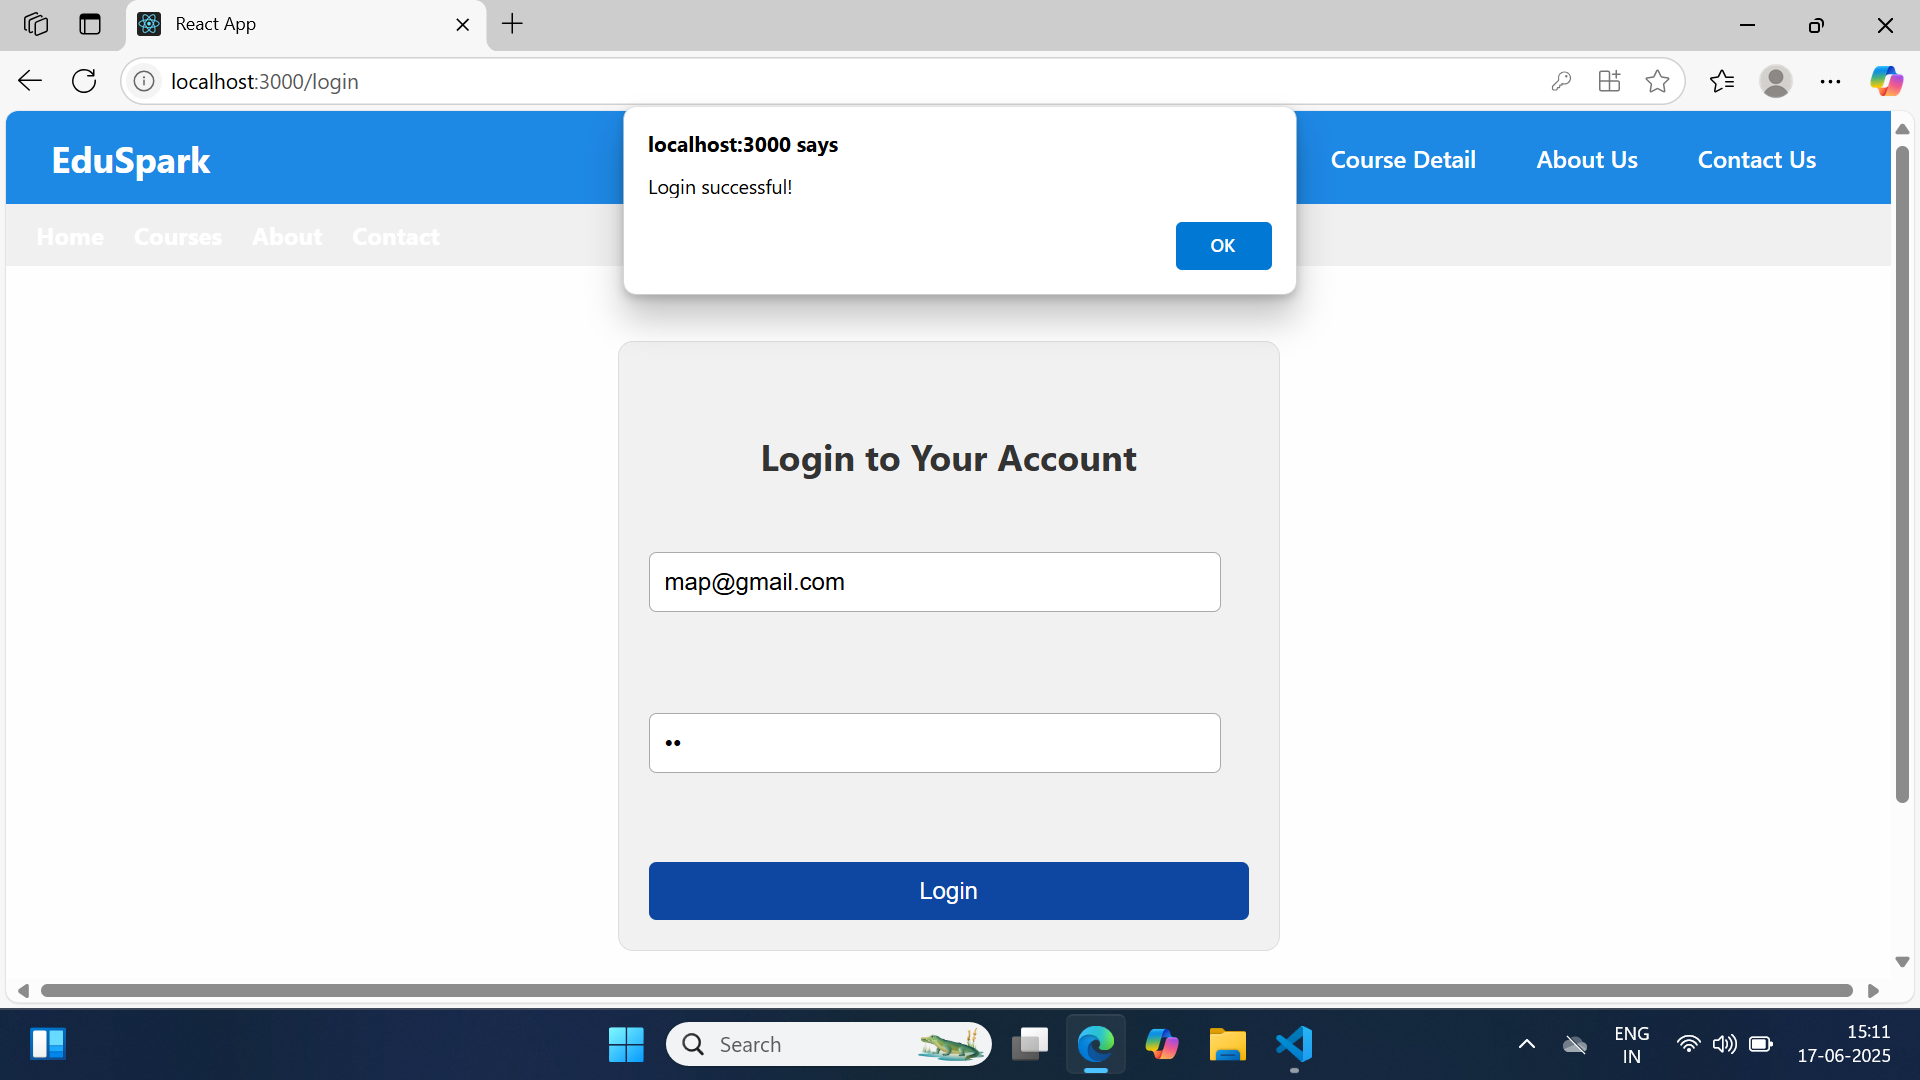 React App
localhost:3000/login
localhost:3000 says
Login successful!
OK
EduSpark
Course Detail About Us Contact Us
Home Courses About Contact
Login to Your Account
map@gmail.com
••
Login
Search
ENG
IN
15:11
17-06-2025